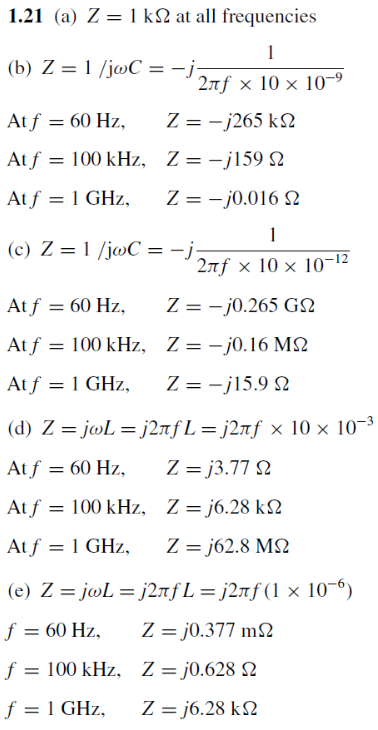 1.21 (a) Z = 1 kΩ at all frequencies
(b) Z = 1 /jωC = −j 1 / 2πf × 10 × 10⁻⁹
At f = 60 Hz, Z = −j265 kΩ
At f = 100 kHz, Z = −j159 Ω
At f = 1 GHz, Z = −j0.016 Ω
(c) Z = 1 /jωC = −j 1 / 2πf × 10 × 10⁻¹²
At f = 60 Hz, Z = −j0.265 GΩ
At f = 100 kHz, Z = −j0.16 MΩ
At f = 1 GHz, Z = −j15.9 Ω
(d) Z = jωL = j2πfL = j2πf × 10 × 10⁻³
At f = 60 Hz, Z = j3.77 Ω
At f = 100 kHz, Z = j6.28 kΩ
At f = 1 GHz, Z = j62.8 MΩ
(e) Z = jωL = j2πfL = j2πf (1 × 10⁻⁶)
f = 60 Hz, Z = j0.377 mΩ
f = 100 kHz, Z = j0.628 Ω
f = 1 GHz, Z = j6.28 kΩ